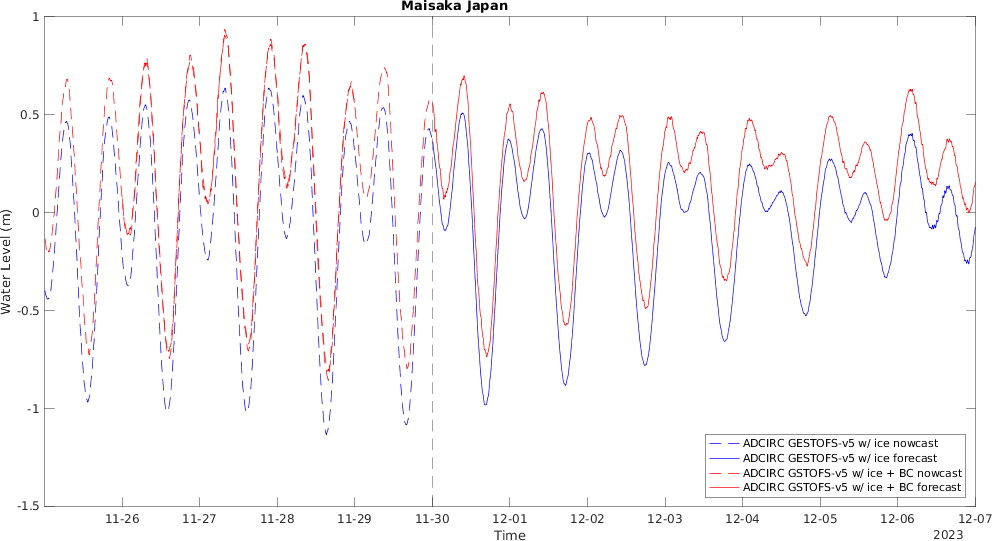 Maisaka Japan
1
0.5
0
-0.5
-1
-1.5
Water Level (m)
ADCIRC GESTOFS-v5 w/ ice nowcast
ADCIRC GESTOFS-v5 w/ ice forecast
ADCIRC GSTOFS-v5 w/ ice + BC nowcast
ADCIRC GSTOFS-v5 w/ ice + BC forecast
11-26 11-27 11-28 11-29 11-30 12-01 12-02 12-03 12-04 12-05 12-06 12-07
Time
2023